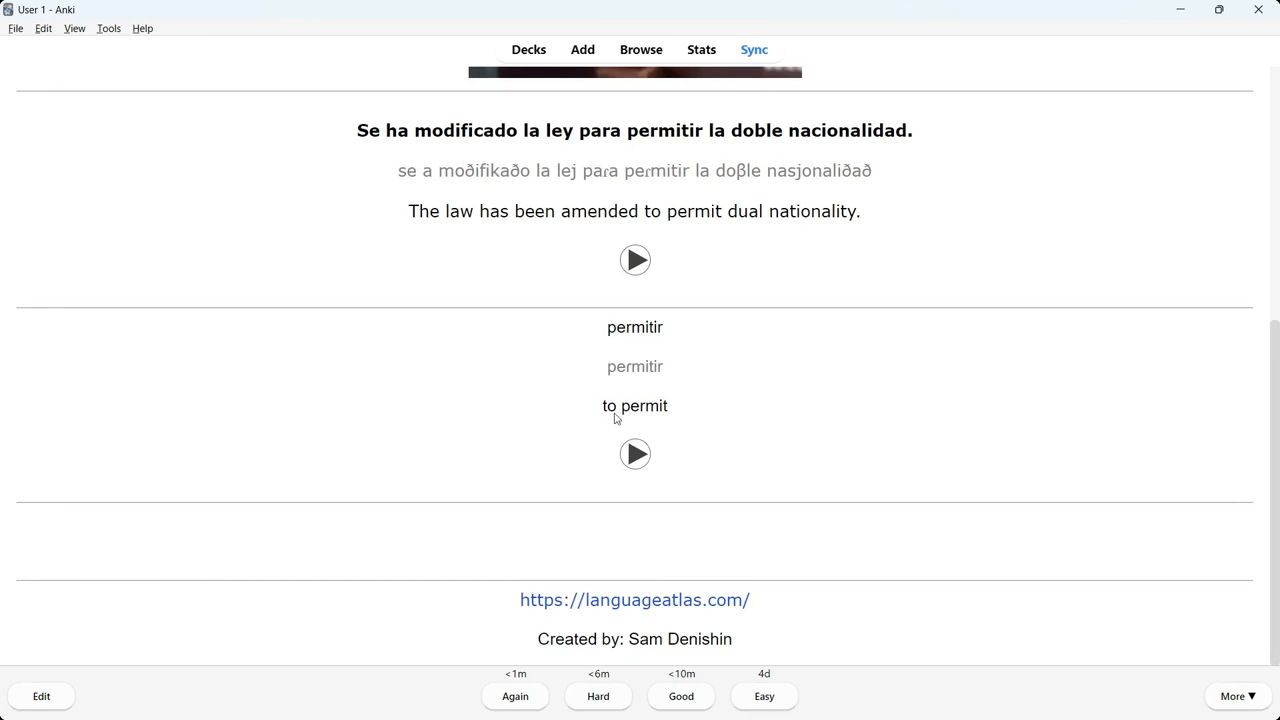 User 1 - Anki
File Edit View Tools Help
Decks Add Browse Stats Sync
Se ha modificado la ley para permitir la doble nacionalidad.
se a moðifikaðo la lej paɾa peɾmitir la doβle nasjonaliðað
The law has been amended to permit dual nationality.
permitir
peɾmitir
to permit
https://languageatlas.com/
Created by: Sam Denishin
<1m <6m <10m 4d
Edit Again Hard Good Easy More ▼